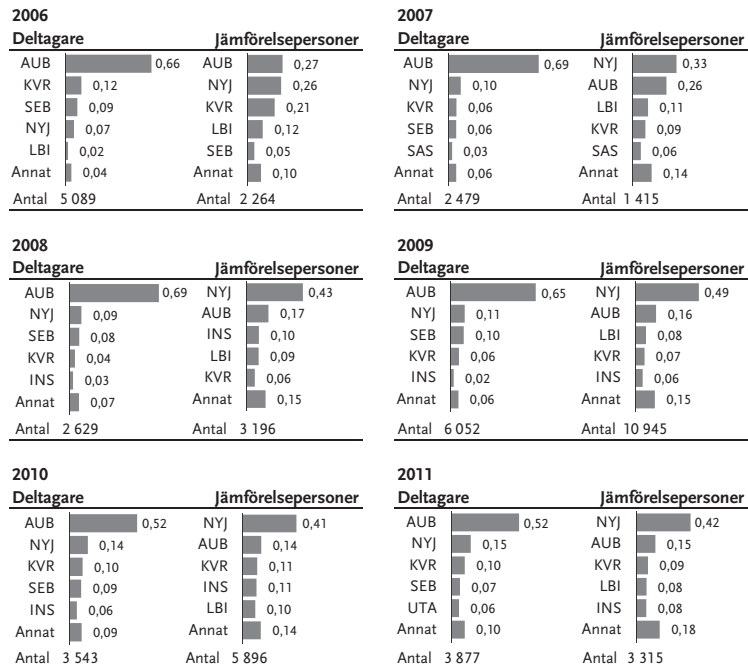 2006
Deltagare Jämförelsepersoner
AUB 0,66 AUB 0,27
KVR 0,12 NYJ 0,26
SEB 0,09 KVR 0,21
NYJ 0,07 LBI 0,12
LBI 0,02 SEB 0,05
Annat 0,04 Annat 0,10
Antal 5 089 Antal 2 264
2007
Deltagare Jämförelsepersoner
AUB 0,69 NYJ 0,33
NYJ 0,10 AUB 0,26
KVR 0,06 LBI 0,11
SEB 0,06 KVR 0,09
SAS 0,03 SAS 0,06
Annat 0,06 Annat 0,14
Antal 2 479 Antal 1 415
2008
Deltagare Jämförelsepersoner
AUB 0,69 NYJ 0,43
NYJ 0,09 AUB 0,17
SEB 0,08 INS 0,10
KVR 0,04 LBI 0,09
INS 0,03 KVR 0,06
Annat 0,07 Annat 0,15
Antal 2 629 Antal 3 196
2009
Deltagare Jämförelsepersoner
AUB 0,65 NYJ 0,49
NYJ 0,11 AUB 0,16
SEB 0,10 LBI 0,08
KVR 0,06 KVR 0,07
INS 0,02 INS 0,06
Annat 0,06 Annat 0,15
Antal 6 052 Antal 10 945
2010
Deltagare Jämförelsepersoner
AUB 0,52 NYJ 0,41
NYJ 0,14 AUB 0,14
KVR 0,10 KVR 0,11
SEB 0,09 INS 0,11
INS 0,06 LBI 0,10
Annat 0,09 Annat 0,14
Antal 3 543 Antal 5 896
2011
Deltagare Jämförelsepersoner
AUB 0,52 NYJ 0,42
NYJ 0,15 AUB 0,15
KVR 0,10 KVR 0,09
SEB 0,07 LBI 0,08
UTA 0,06 INS 0,08
Annat 0,10 Annat 0,18
Antal 3 877 Antal 3 315